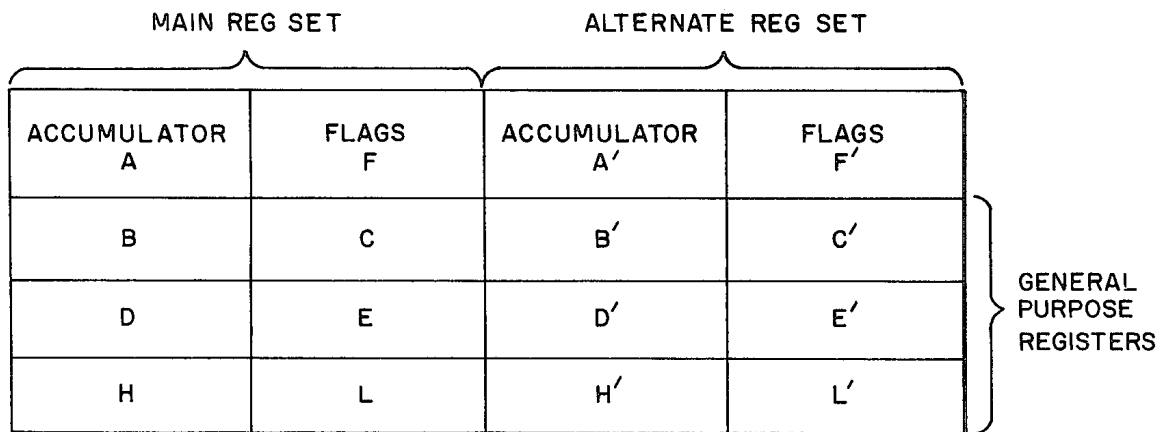 MAIN REG SET
ALTERNATE REG SET
ACCUMULATOR
A
FLAGS
F
ACCUMULATOR
A′
FLAGS
F′
B
C
B′
C′
D
E
D′
E′
H
L
H′
L′
GENERAL
PURPOSE
REGISTERS